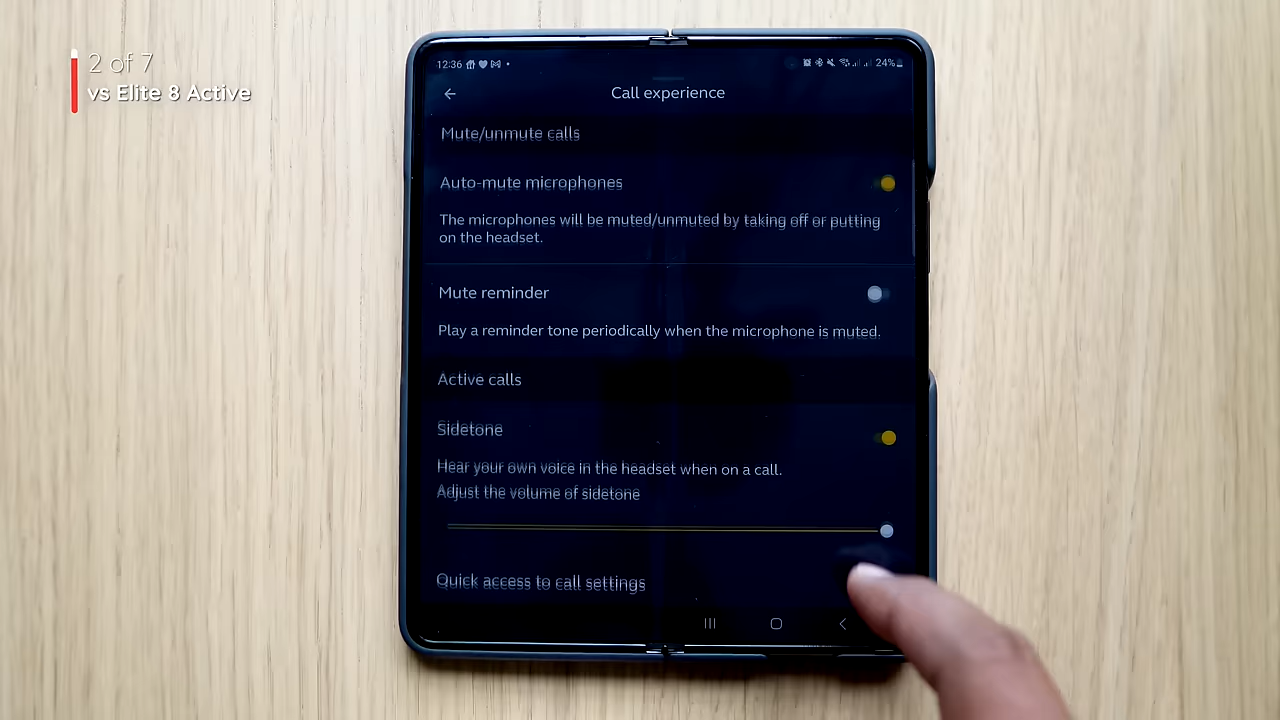 2 of 7
vs Elite 8 Active
12:36
24%
Call experience
Mute/unmute calls
Auto-mute microphones
The microphones will be muted/unmuted by taking off or putting
on the headset.
Mute reminder
Play a reminder tone periodically when the microphone is muted.
Active calls
Sidetone
Hear your own voice in the headset when on a call.
Adjust the volume of sidetone
Quick access to call settings